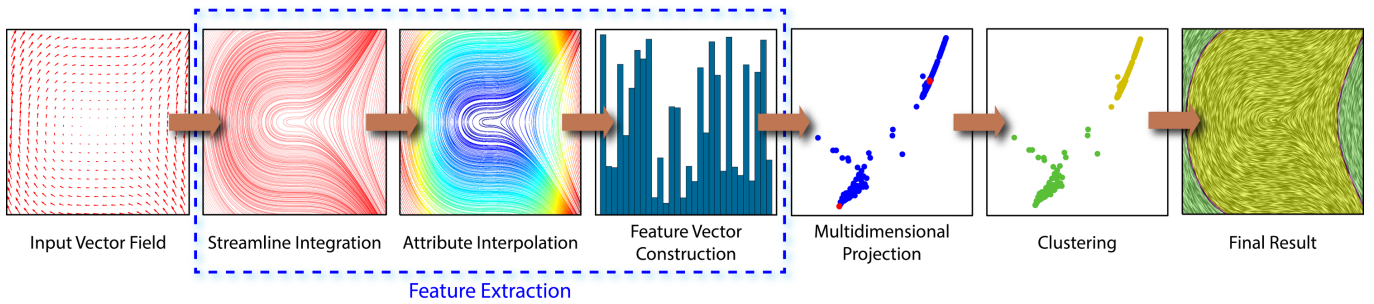 Input Vector Field
Streamline Integration
Attribute Interpolation
Feature Vector
Construction
Multidimensional
Projection
Clustering
Final Result
Feature Extraction